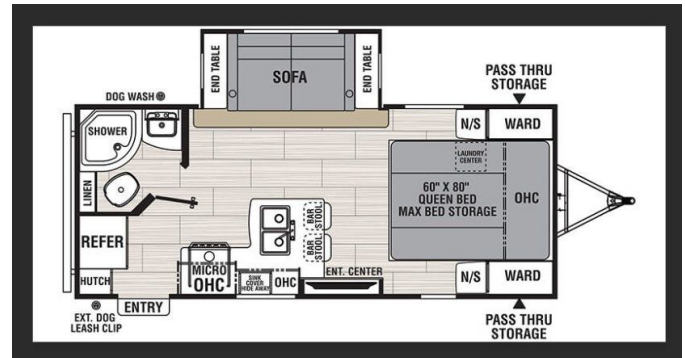 END TABLE
SOFA
END TABLE
PASS THRU
STORAGE
DOG WASH
N/S
WARD
SHOWER
LAUNDRY
CENTER
60" X 80"
QUEEN BED
MAX BED STORAGE
OHC
LINEN
BAR
STOOL
BAR
STOOL
REFER
HUTCH
MICRO
OHC
SINK
COVER
HIDE AWAY
OHC
ENT. CENTER
N/S
WARD
ENTRY
EXT. DOG
LEASH CLIP
PASS THRU
STORAGE